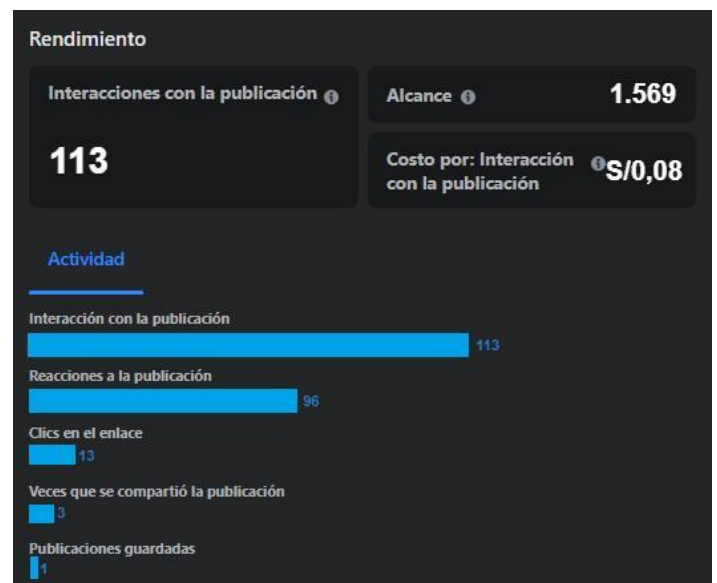 Rendimiento
Interacciones con la publicación
113
Alcance 1.569
Costo por: Interacción
con la publicación
S/0,08
Actividad
Interacción con la publicación
113
Reacciones a la publicación
96
Clics en el enlace
13
Veces que se compartió la publicación
3
Publicaciones guardadas
1